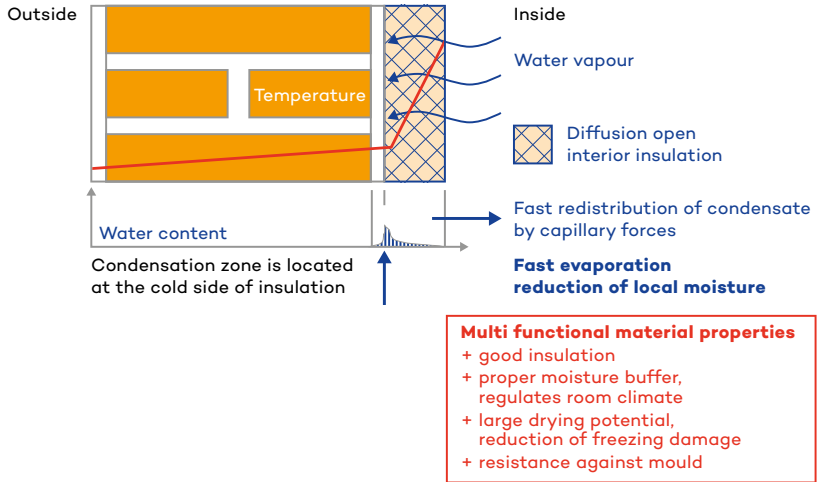 Outside
Inside
Water vapour
Temperature
Diffusion open
interior insulation
Fast redistribution of condensate
by capillary forces
Water content
Condensation zone is located
at the cold side of insulation
Fast evaporation
reduction of local moisture
Multi functional material properties
+ good insulation
+ proper moisture buffer,
regulates room climate
+ large drying potential,
reduction of freezing damage
+ resistance against mould